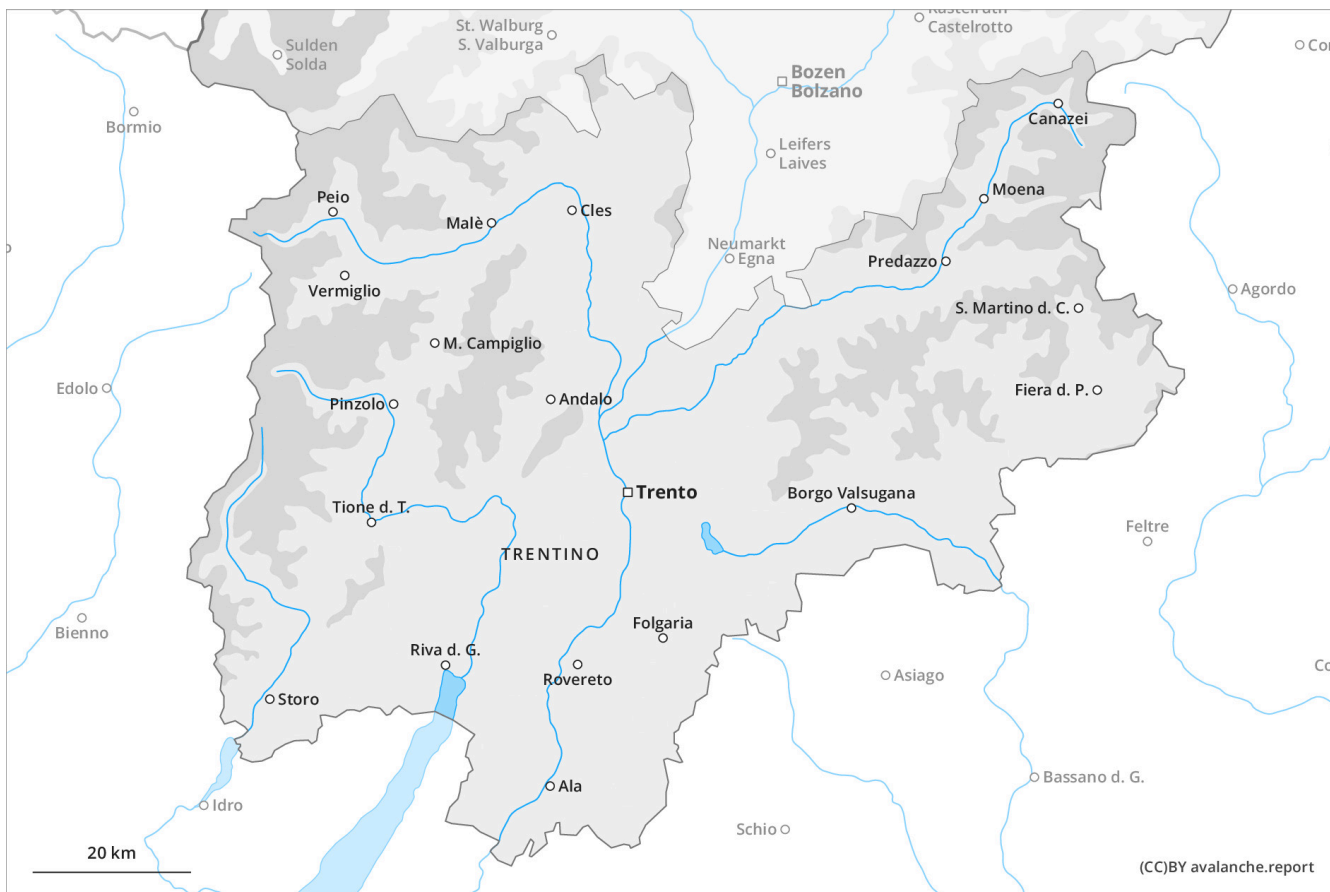 St. Walburg
S. Valburga
Castelrotto
Sulden
Solda
Bozen
Bolzano
Bormio
Canazei
Leifers
Laives
Peio
Moena
Malè
Cles
Neumarkt
Egna
Predazzo
Vermiglio
Agordo
S. Martino d. C.
M. Campiglio
Edolo
Pinzolo
Andalo
Fiera d. P.
Trento
Borgo Valsugana
Tione d. T.
Feltre
TRENTINO
Bienno
Folgaria
Riva d. G.
Rovereto
Asiago
Storo
Ala
Bassano d. G.
Idro
Schio
20 km
(CC)BY avalanche.report